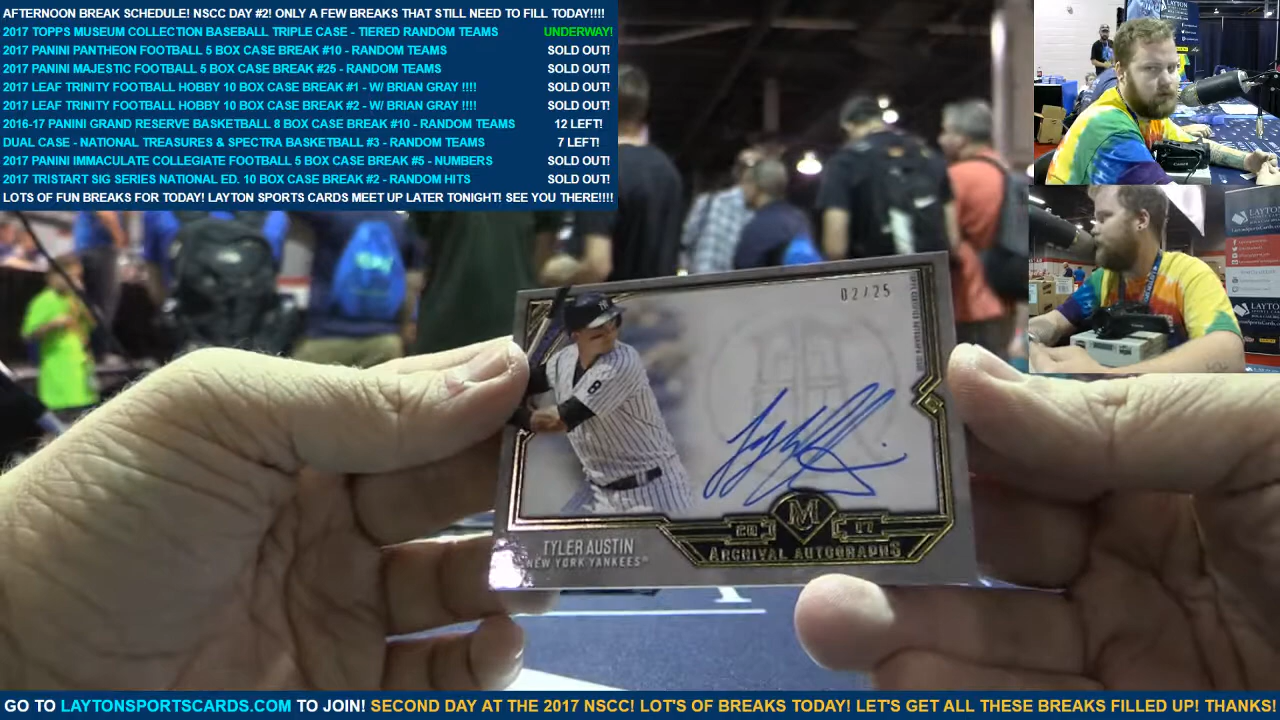 AFTERNOON BREAK SCHEDULE! NSCC DAY #2! ONLY A FEW BREAKS THAT STILL NEED TO FILL TODAY!!!!
2017 TOPPS MUSEUM COLLECTION BASEBALL TRIPLE CASE - TIERED RANDOM TEAMS UNDERWAY!
2017 PANINI PANTHEON FOOTBALL 5 BOX CASE BREAK #10 - RANDOM TEAMS SOLD OUT!
2017 PANINI MAJESTIC FOOTBALL 5 BOX CASE BREAK #25 - RANDOM TEAMS SOLD OUT!
2017 LEAF TRINITY FOOTBALL HOBBY 10 BOX CASE BREAK #1 - W/ BRIAN GRAY !!!! SOLD OUT!
2017 LEAF TRINITY FOOTBALL HOBBY 10 BOX CASE BREAK #2 - W/ BRIAN GRAY !!!! SOLD OUT!
2016-17 PANINI GRAND RESERVE BASKETBALL 8 BOX CASE BREAK #10 - RANDOM TEAMS 12 LEFT!
DUAL CASE - NATIONAL TREASURES & SPECTRA BASKETBALL #3 - RANDOM TEAMS 7 LEFT!
2017 PANINI IMMACULATE COLLEGIATE FOOTBALL 5 BOX CASE BREAK #5 - NUMBERS SOLD OUT!
2017 TRISTART SIG SERIES NATIONAL ED. 10 BOX CASE BREAK #2 - RANDOM HITS SOLD OUT!
LOTS OF FUN BREAKS FOR TODAY! LAYTON SPORTS CARDS MEET UP LATER TONIGHT! SEE YOU THERE!!!!
LAYTON
02/25
8
M
20 17
ARCHIVAL AUTOGRAPHS
TYLER AUSTIN
NEW YORK YANKEES
GO TO LAYTONSPORTSCARDS.COM TO JOIN! SECOND DAY AT THE 2017 NSCC! LOT'S OF BREAKS TODAY! LET'S GET ALL THESE BREAKS FILLED UP! THANKS!